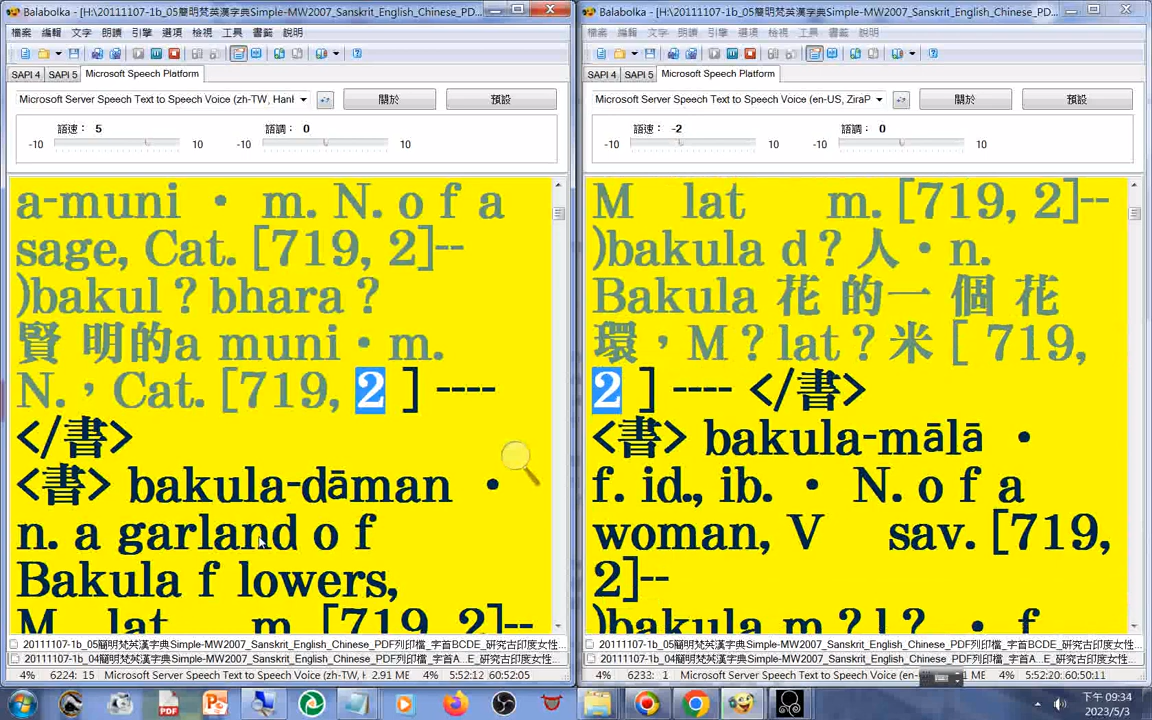 Balabolka - [H:\20111107-1b_05簡明梵英漢字典Simple-MW2007_Sanskrit_English_Chinese_PD...
檔案 編輯 文字 朗讀 引擎 選項 檢視 工具 書籤 說明
SAPI 4 SAPI 5 Microsoft Speech Platform
Microsoft Server Speech Text to Speech Voice (zh-TW, HanI 關於 預設
語速： 5 語調： 0
-10 10 -10 10
a-muni • m. N. o f a
sage, Cat. [719, 2]--
)bakul？bhara？
賢 明的a muni•m.
N.，Cat. [719, 2 ] ----
</書>
<書> bakula-dāman •
n. a garland o f
Bakula f lowers,
M lat m. [719, 2]--
20111107-1b_05簡明梵英漢字典Simple-MW2007_Sanskrit_English_Chinese_PDF列印檔_字首BCDE_研究古印度女性...
20111107-1b_04簡明梵英漢字典Simple-MW2007_Sanskrit_English_Chinese_PDF列印檔_字首A...E_研究古印度女性...
4% 6224: 15 Microsoft Server Speech Text to Speech Voice (zh-TW, 2.91 ME 4% 5:52:12 60:52:05
Balabolka - [H:\20111107-1b_05簡明梵英漢字典Simple-MW2007_Sanskrit_English_Chinese_PD...
檔案 編輯 文字 朗讀 引擎 選項 檢視 工具 書籤 說明
SAPI 4 SAPI 5 Microsoft Speech Platform
Microsoft Server Speech Text to Speech Voice (en-US, ZiraP 關於 預設
語速： -2 語調： 0
-10 10 -10 10
M lat m. [719, 2]--
)bakula d？人•n.
Bakula 花 的一 個 花
環，M？lat？米 [ 719,
2 ] ---- </書>
<書> bakula-mālā •
f. id., ib. • N. o f a
woman, V sav. [719,
2]--
)bakula m？l？ • f
20111107-1b_05簡明梵英漢字典Simple-MW2007_Sanskrit_English_Chinese_PDF列印檔_字首BCDE_研究古印度女性...
20111107-1b_04簡明梵英漢字典Simple-MW2007_Sanskrit_English_Chinese_PDF列印檔_字首A...E_研究古印度女性...
4% 6233: 1 Microsoft Server Speech Text to Speech Voice ME 4% 5:52:20 60:50:11
PDF
下午 09:34
2023/5/3